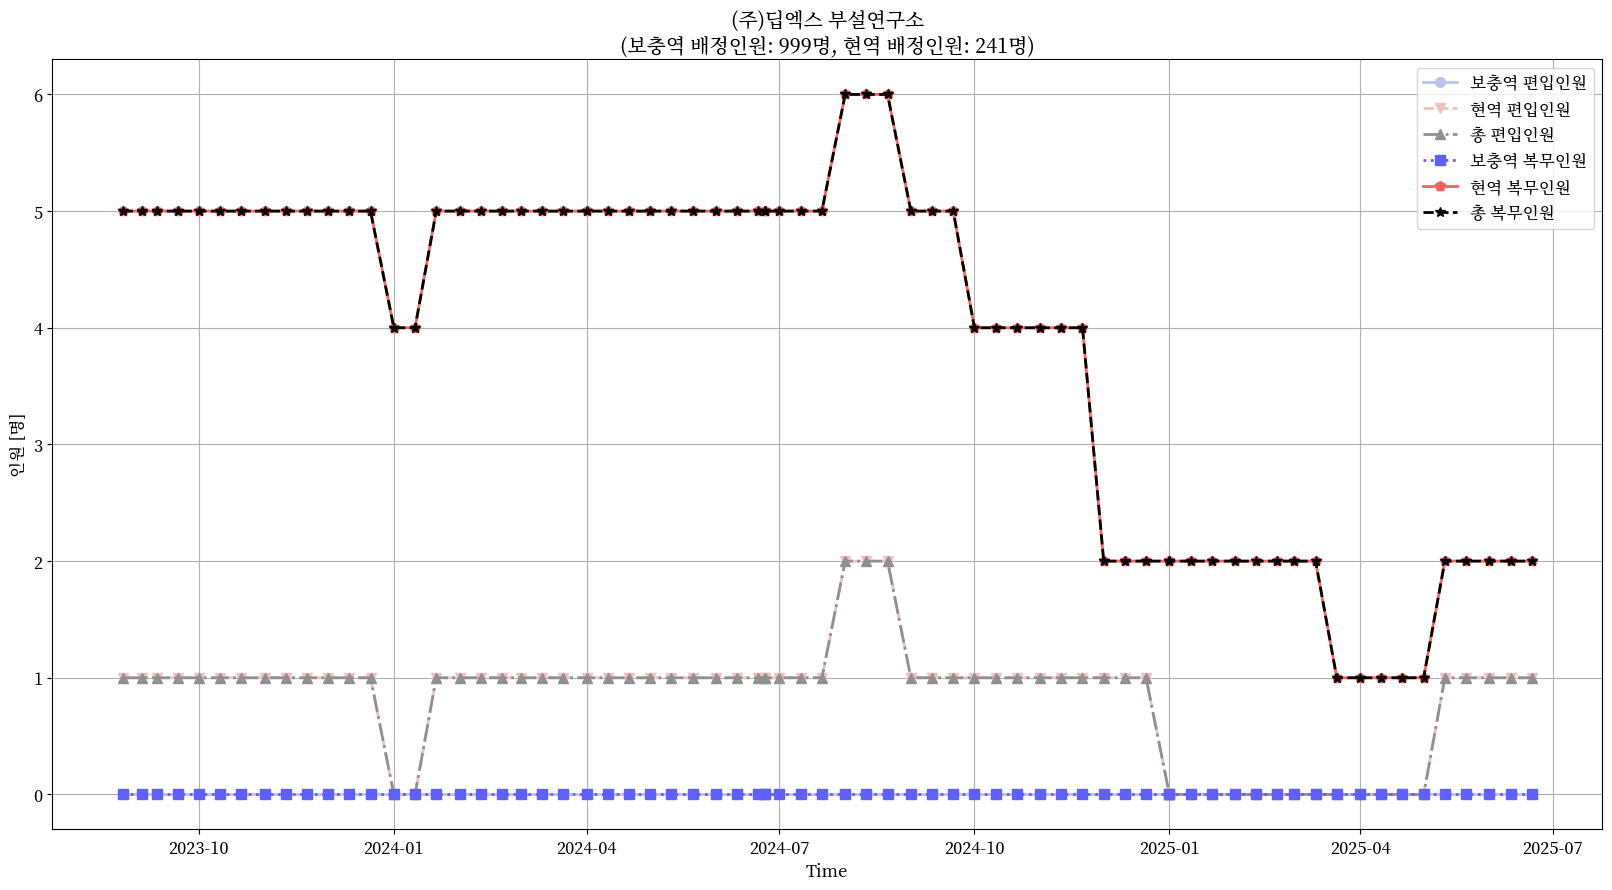 (주)딥엑스 부설연구소
(보충역 배정인원: 999명, 현역 배정인원: 241명)
보충역 편입인원
현역 편입인원
총 편입인원
보충역 복무인원
현역 복무인원
총 복무인원
인원 [명]
6
5
4
3
2
1
0
2023-10
2024-01
2024-04
2024-07
2024-10
2025-01
2025-04
2025-07
Time